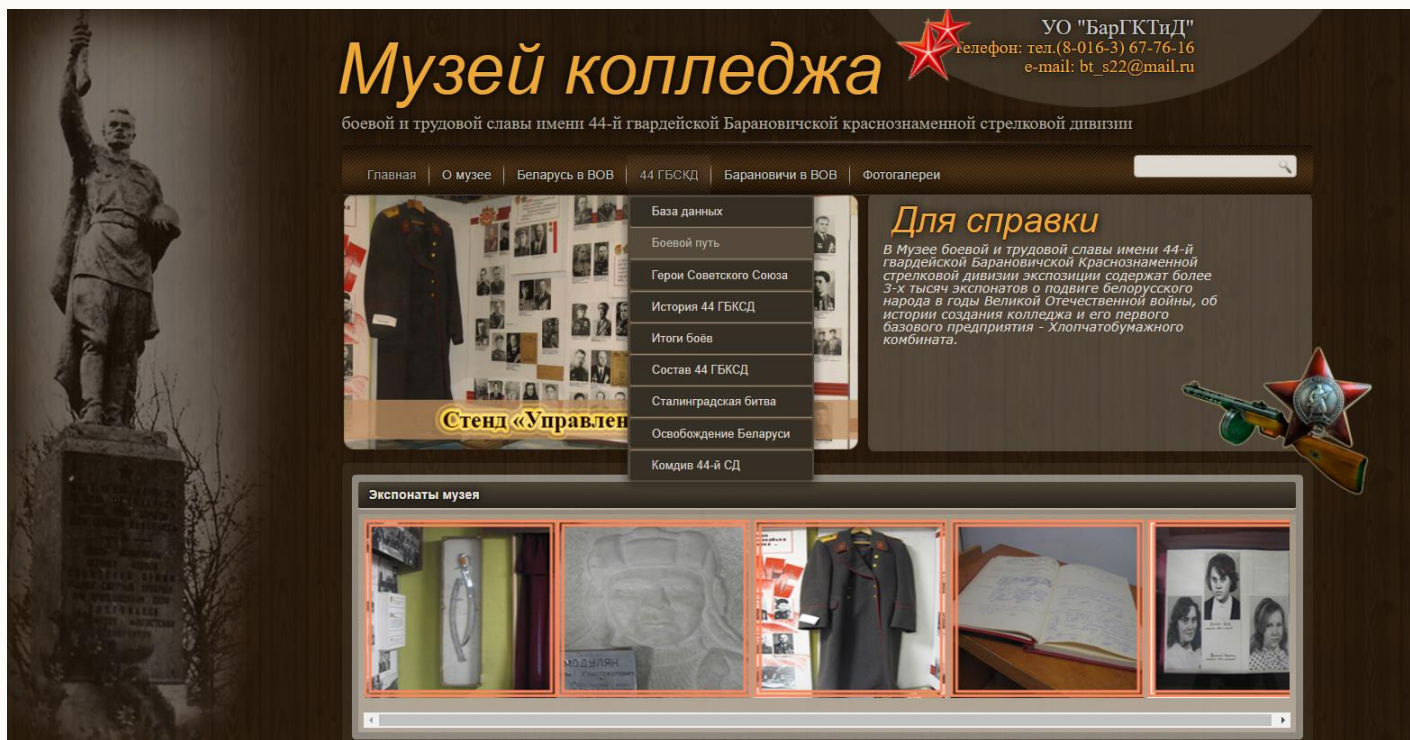 УО "БарГКТиД"
Телефон: тел.(8-016-3) 67-76-16
e-mail: bt_s22@mail.ru
Музей колледжа
боевой и трудовой славы имени 44-й гвардейской Барановичской краснознаменной стрелковой дивизии
Главная
О музее
Беларусь в ВОВ
44 ГБСКД
Барановичи в ВОВ
Фотогалереи
База данных
Боевой путь
Герои Советского Союза
История 44 ГБКСД
Итоги боёв
Состав 44 ГБКСД
Сталинградская битва
Освобождение Беларуси
Комдив 44-й СД
Стенд «Управлен
Для справки
В Музее боевой и трудовой славы имени 44-й
гвардейской Барановичской Краснознаменной
стрелковой дивизии экспозиции содержат более
3-х тысяч экспонатов о подвиге белорусского
народа в годы Великой Отечественной войны, об
истории создания колледжа и его первого
базового предприятия - Хлопчатобумажного
комбината.
Экспонаты музея
МОДУЛЯН